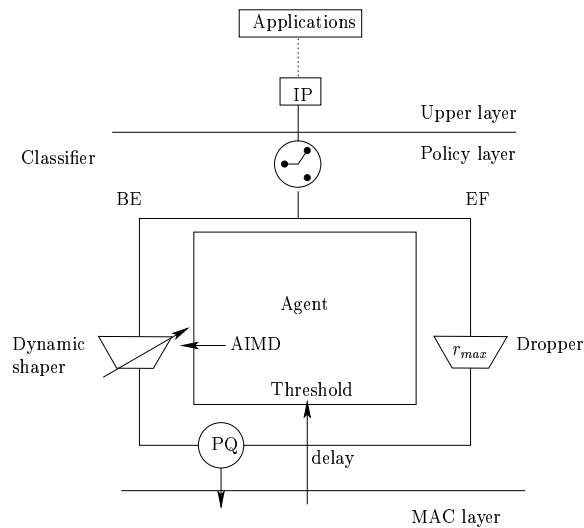 Applications
IP
Upper layer
Classifier
Policy layer
BE
EF
Agent
Dynamic
shaper
AIMD
r_max
Dropper
Threshold
PQ
delay
MAC layer